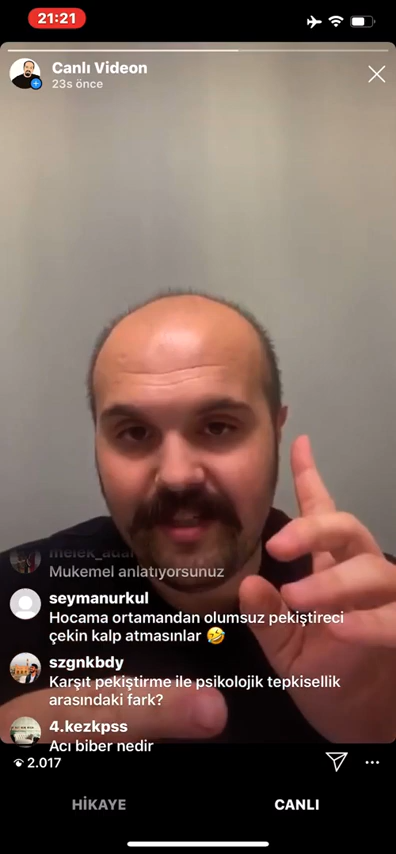 21:21
Canlı Videon
23s önce
Mukemel anlatıyorsunuz
seymanurkul
Hocama ortamandan olumsuz pekiştireci
çekin kalp atmasınlar 🤣
szgnkbdy
Karşıt pekiştirme ile psikolojik tepkisellik
arasındaki fark?
4.kezkpss
Acı biber nedir
2.017
HİKAYE
CANLI